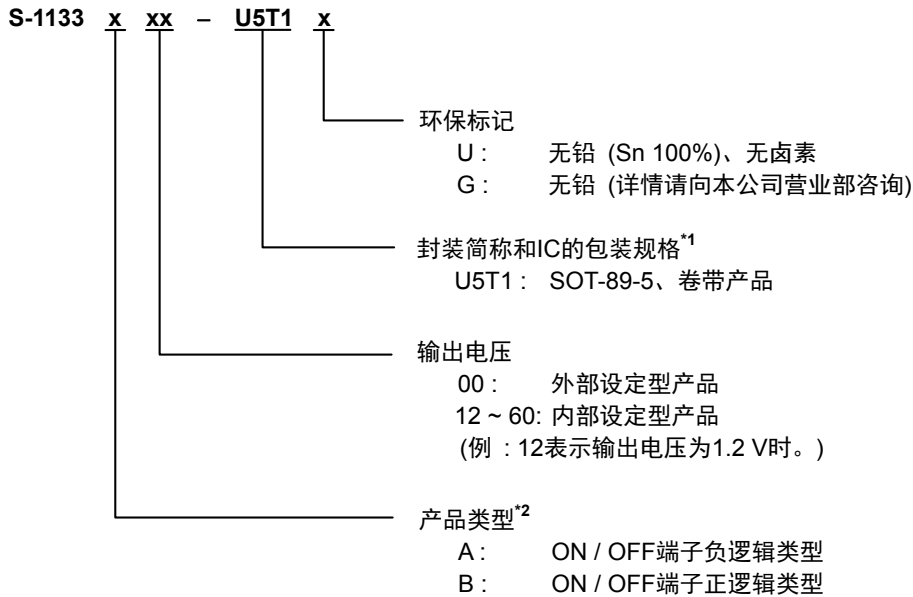 S-1133 x xx – U5T1 x
环保标记
U : 无铅 (Sn 100%)、无卤素
G : 无铅 (详情请向本公司营业部咨询)
封装简称和IC的包装规格*1
U5T1 : SOT-89-5、卷带产品
输出电压
00 : 外部设定型产品
12 ~ 60: 内部设定型产品
(例 : 12表示输出电压为1.2 V时。)
产品类型*2
A : ON / OFF端子负逻辑类型
B : ON / OFF端子正逻辑类型